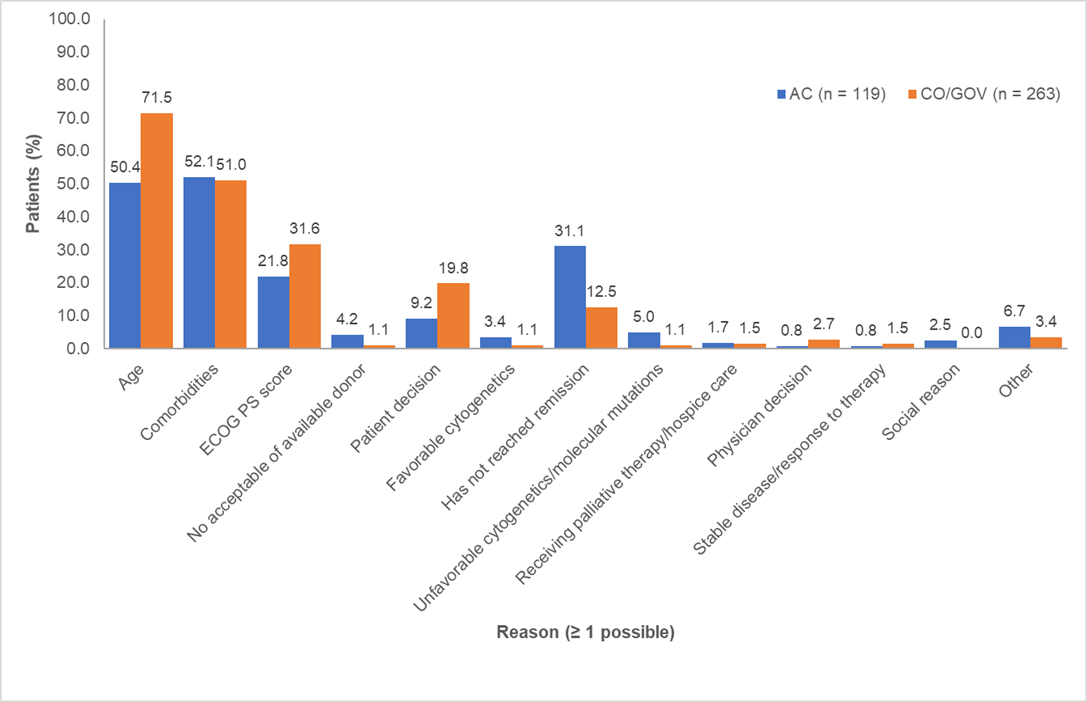 100.0
90.0
80.0
70.0
60.0
50.0
40.0
30.0
20.0
10.0
0.0
Patients (%)
AC (n = 119) CO/GOV (n = 263)
50.4 71.5
52.1 51.0
21.8 31.6
4.2 1.1
9.2 19.8
3.4 1.1
31.1 12.5
5.0 1.1
1.7 1.5
0.8 2.7
0.8 1.5
2.5 0.0
6.7 3.4
Age
Comorbidities
ECOG PS score
No acceptable of available donor
Patient decision
Favorable cytogenetics
Has not reached remission
Unfavorable cytogenetics/molecular mutations
Receiving palliative therapy/hospice care
Physician decision
Stable disease/response to therapy
Social reason
Other
Reason (≥ 1 possible)